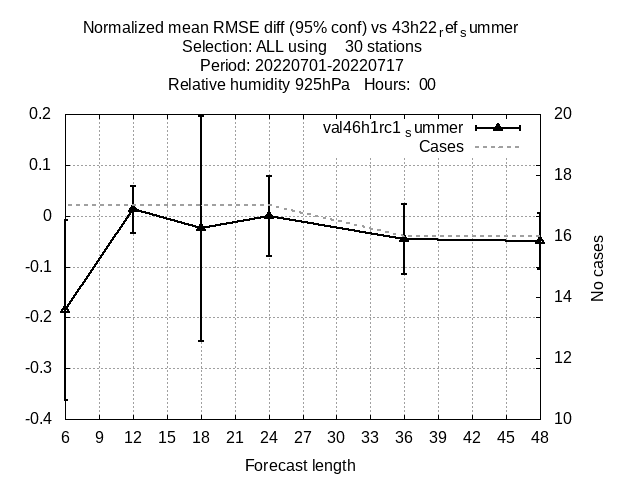 Normalized mean RMSE diff (95% conf) vs 43h22refsummer
Selection: ALL using 30 stations
Period: 20220701-20220717
Relative humidity 925hPa Hours: 00
val46h1rc1summer
Cases
0.2
0.1
0
-0.1
-0.2
-0.3
-0.4
20
18
16
14
12
10
No cases
6 9 12 15 18 21 24 27 30 33 36 39 42 45 48
Forecast length